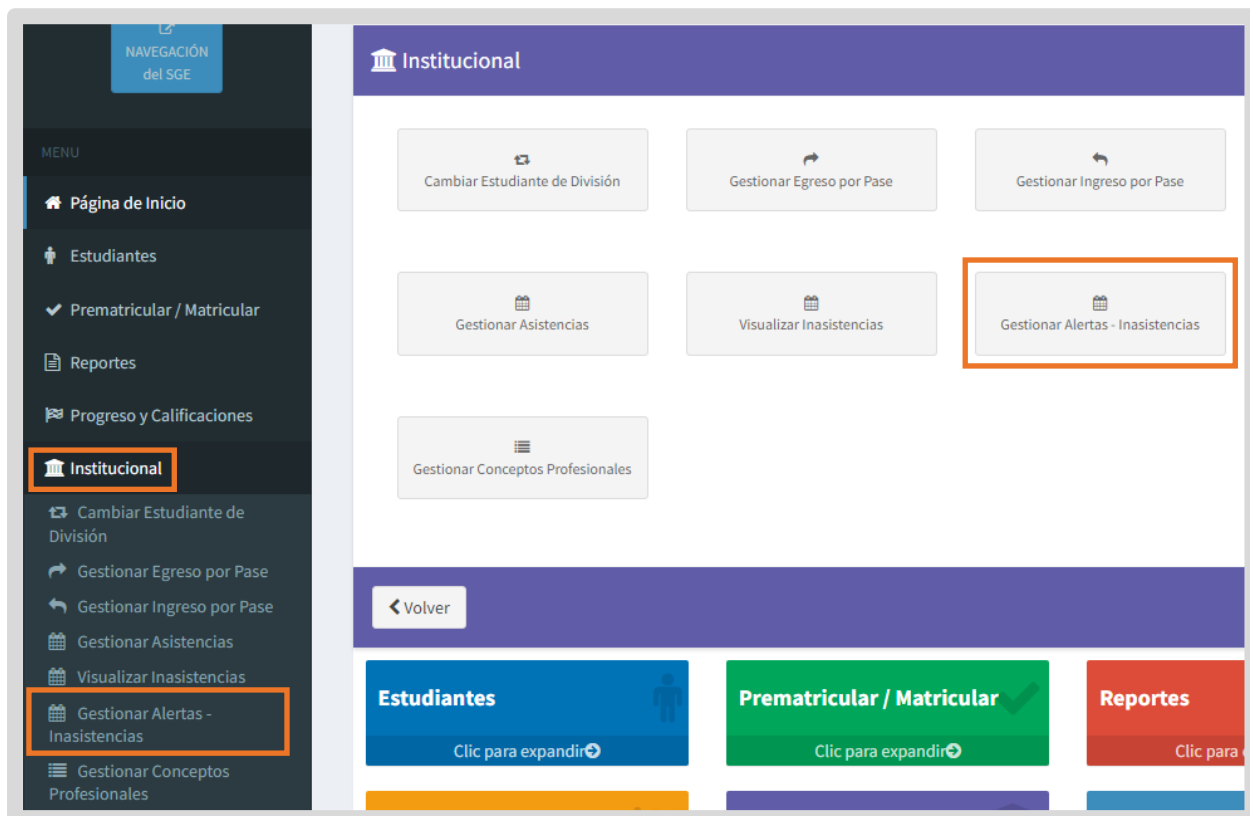 NAVEGACIÓN
del SGE
MENU
Página de Inicio
Estudiantes
Prematricular / Matricular
Reportes
Progreso y Calificaciones
Institucional
Cambiar Estudiante de
División
Gestionar Egreso por Pase
Gestionar Ingreso por Pase
Gestionar Asistencias
Visualizar Inasistencias
Gestionar Alertas -
Inasistencias
Gestionar Conceptos
Profesionales
Institucional
Cambiar Estudiante de División
Gestionar Egreso por Pase
Gestionar Ingreso por Pase
Gestionar Asistencias
Visualizar Inasistencias
Gestionar Alertas - Inasistencias
Gestionar Conceptos Profesionales
Volver
Estudiantes
Clic para expandir
Prematricular / Matricular
Clic para expandir
Reportes
Clic para